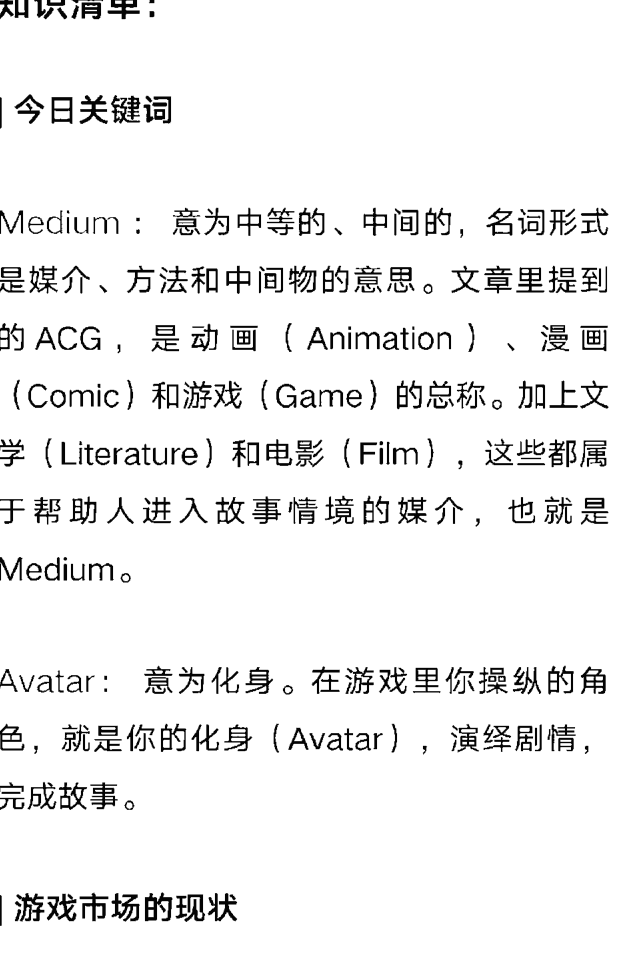 知识清单：
今日关键词
Medium： 意为中等的、中间的，名词形式
是媒介、方法和中间物的意思。文章里提到
的ACG，是动画（Animation）、漫画
（Comic）和游戏（Game）的总称。加上文
学（Literature）和电影（Film），这些都属
于帮助人进入故事情境的媒介，也就是
Medium。
Avatar： 意为化身。在游戏里你操纵的角
色，就是你的化身（Avatar），演绎剧情，
完成故事。
游戏市场的现状